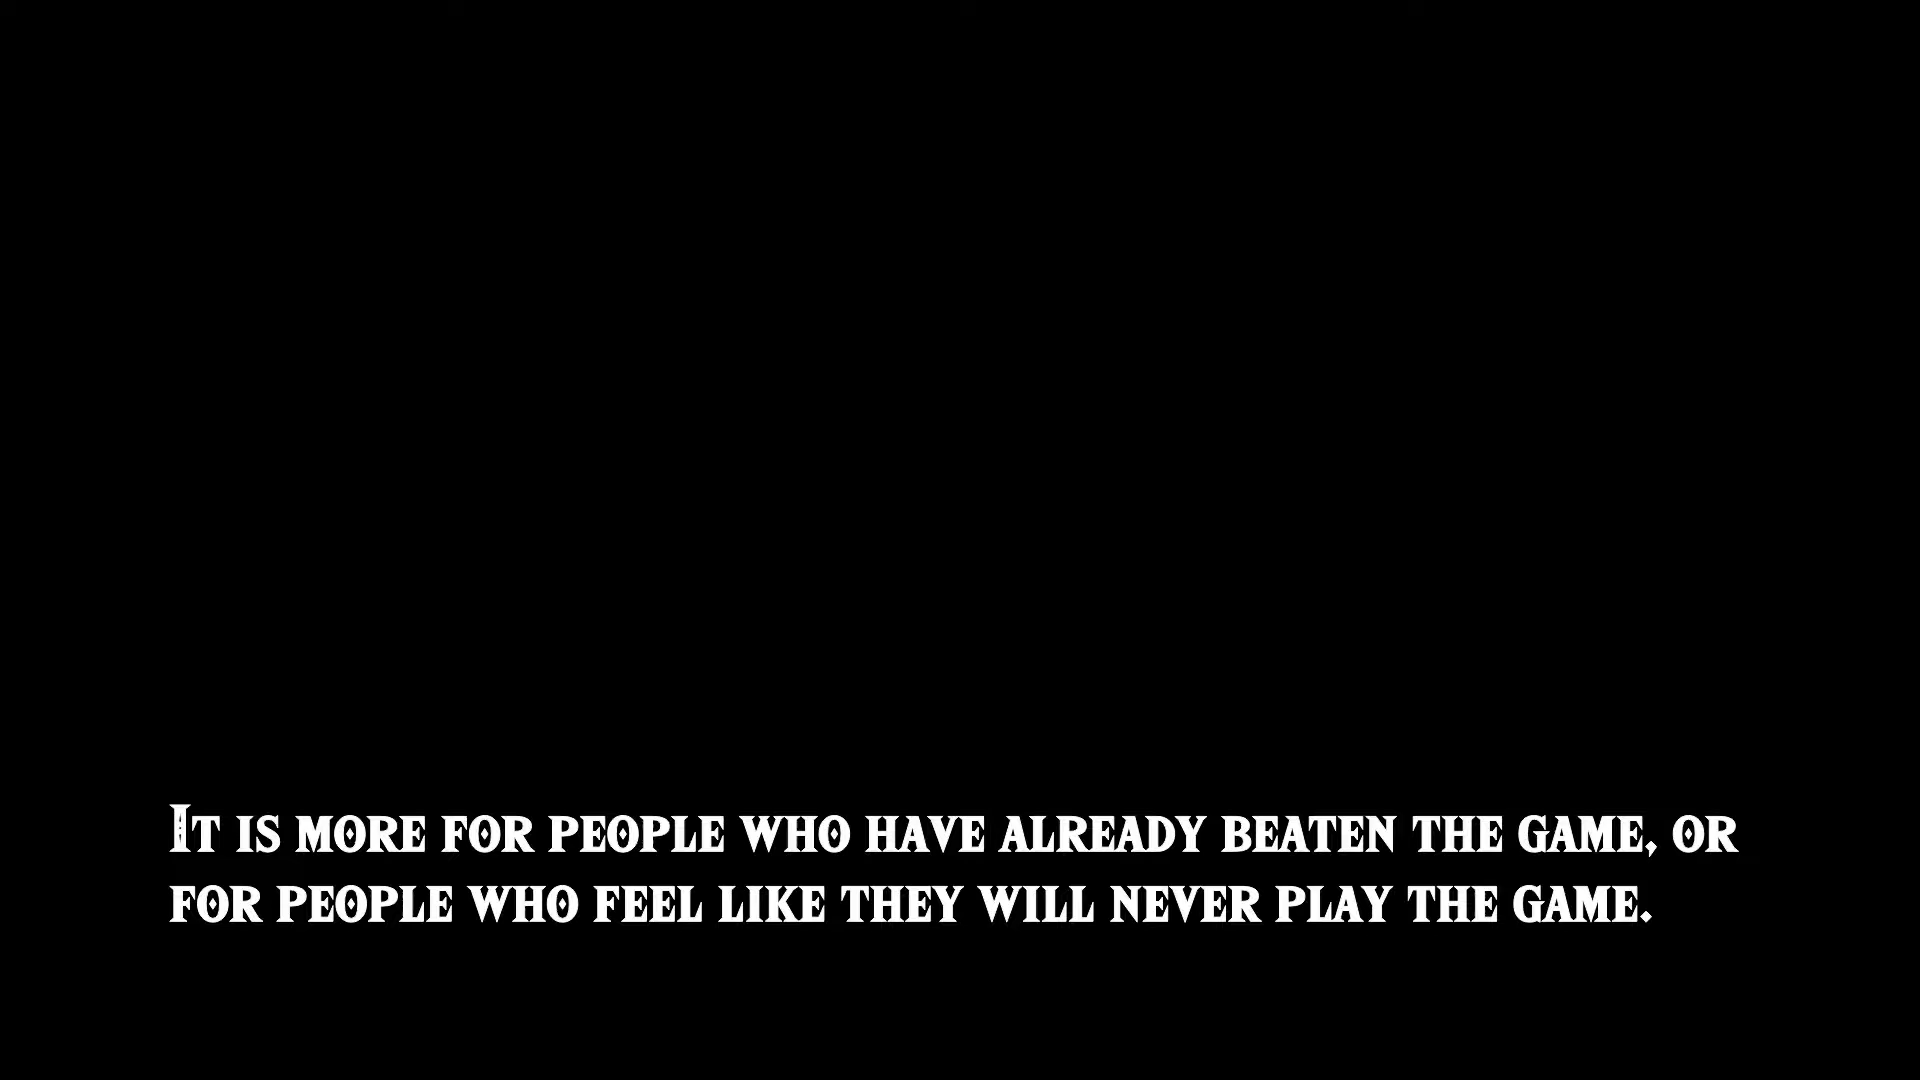 It is more for people who have already beaten the game, or
for people who feel like they will never play the game.